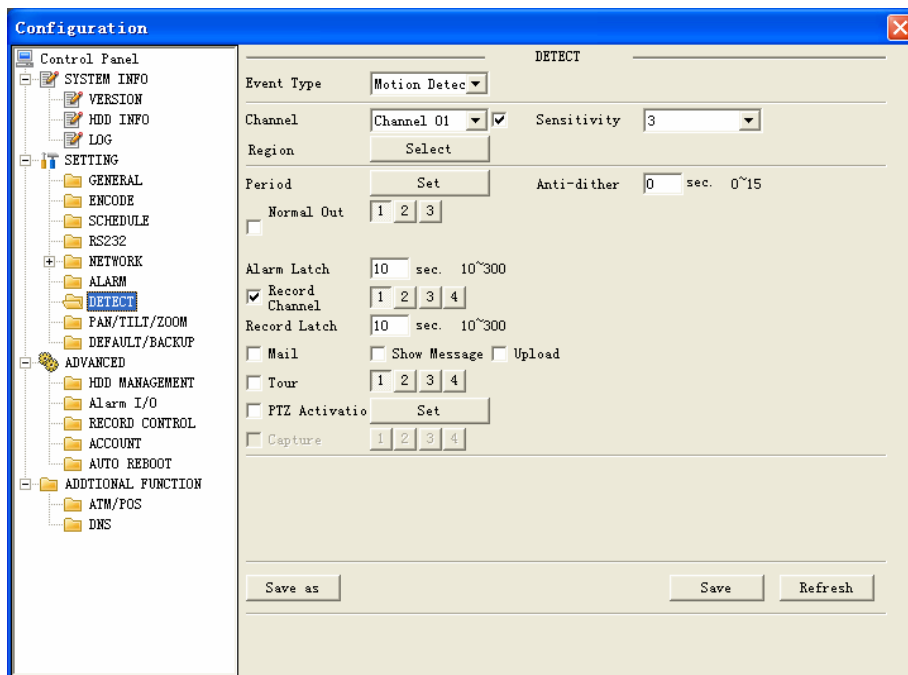 Configuration
Control Panel
SYSTEM INFO
VERSION
HDD INFO
LOG
SETTING
GENERAL
ENCODE
SCHEDULE
RS232
NETWORK
ALARM
DETECT
PAN/TILT/ZOOM
DEFAULT/BACKUP
ADVANCED
HDD MANAGEMENT
Alarm I/O
RECORD CONTROL
ACCOUNT
AUTO REBOOT
ADDTIONAL FUNCTION
ATM/POS
DNS
DETECT
Event Type Motion Detec
Channel Channel 01 Sensitivity 3
Region Select
Period Set Anti-dither 0 sec. 0~15
Normal Out 1 2 3
Alarm Latch 10 sec. 10~300
Record Channel 1 2 3 4
Record Latch 10 sec. 10~300
Mail Show Message Upload
Tour 1 2 3 4
PTZ Activatio Set
Capture 1 2 3 4
Save as Save Refresh